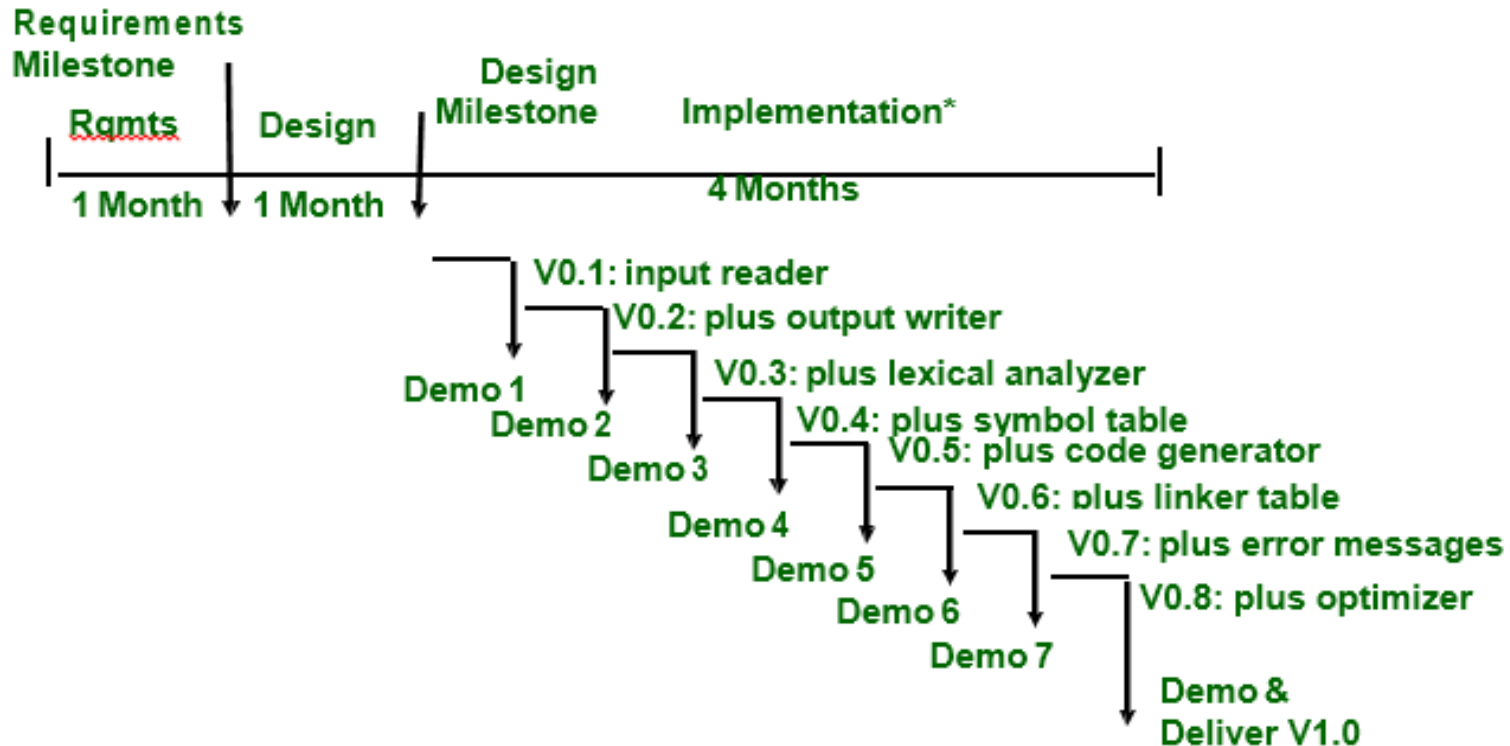 Requirements
Milestone
Design
Milestone
Rqmts
Design
Implementation*
1 Month
1 Month
4 Months
V0.1: input reader
V0.2: plus output writer
V0.3: plus lexical analyzer
Demo 1
V0.4: plus symbol table
Demo 2
V0.5: plus code generator
Demo 3
V0.6: plus linker table
Demo 4
V0.7: plus error messages
Demo 5
V0.8: plus optimizer
Demo 6
Demo 7
Demo &
Deliver V1.0